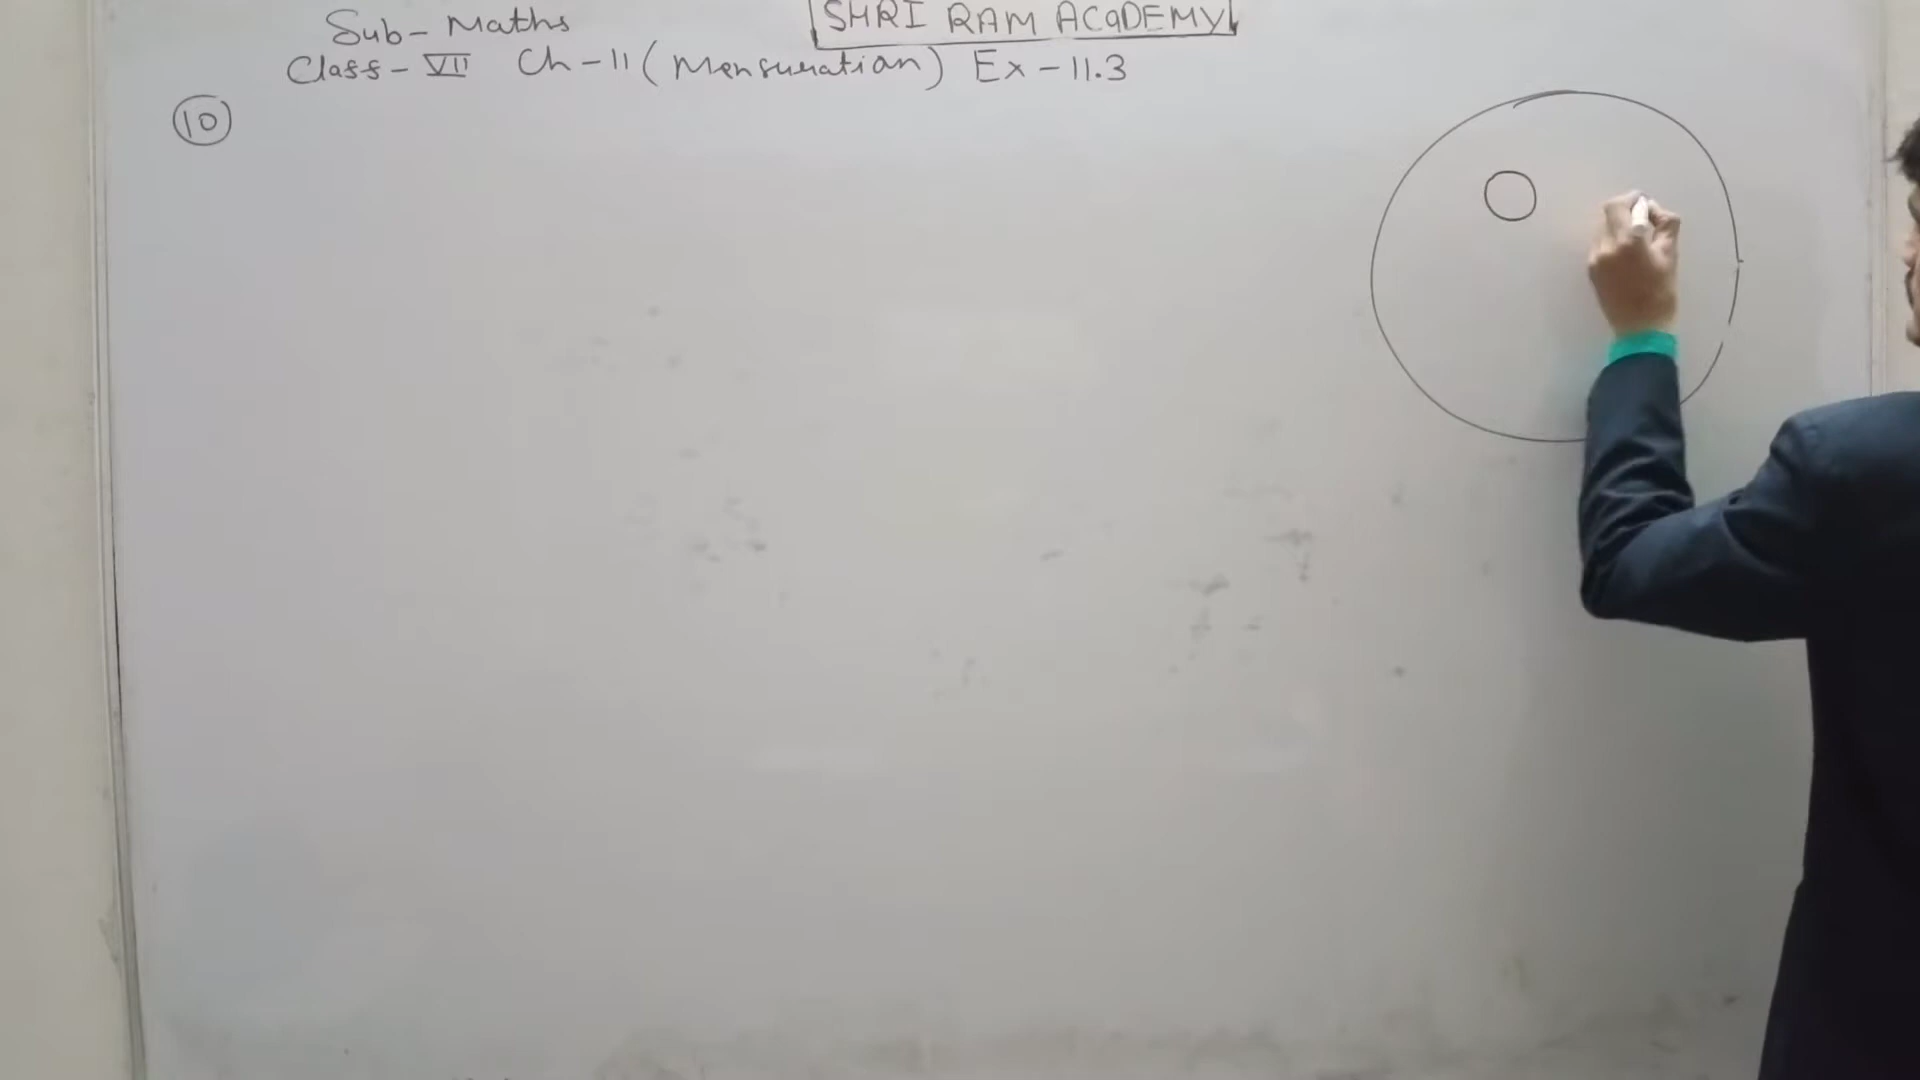 Sub- Maths
SHRI RAM ACADEMY
Class - VII Ch - 11 ( Mensuration ) Ex - 11.3
10